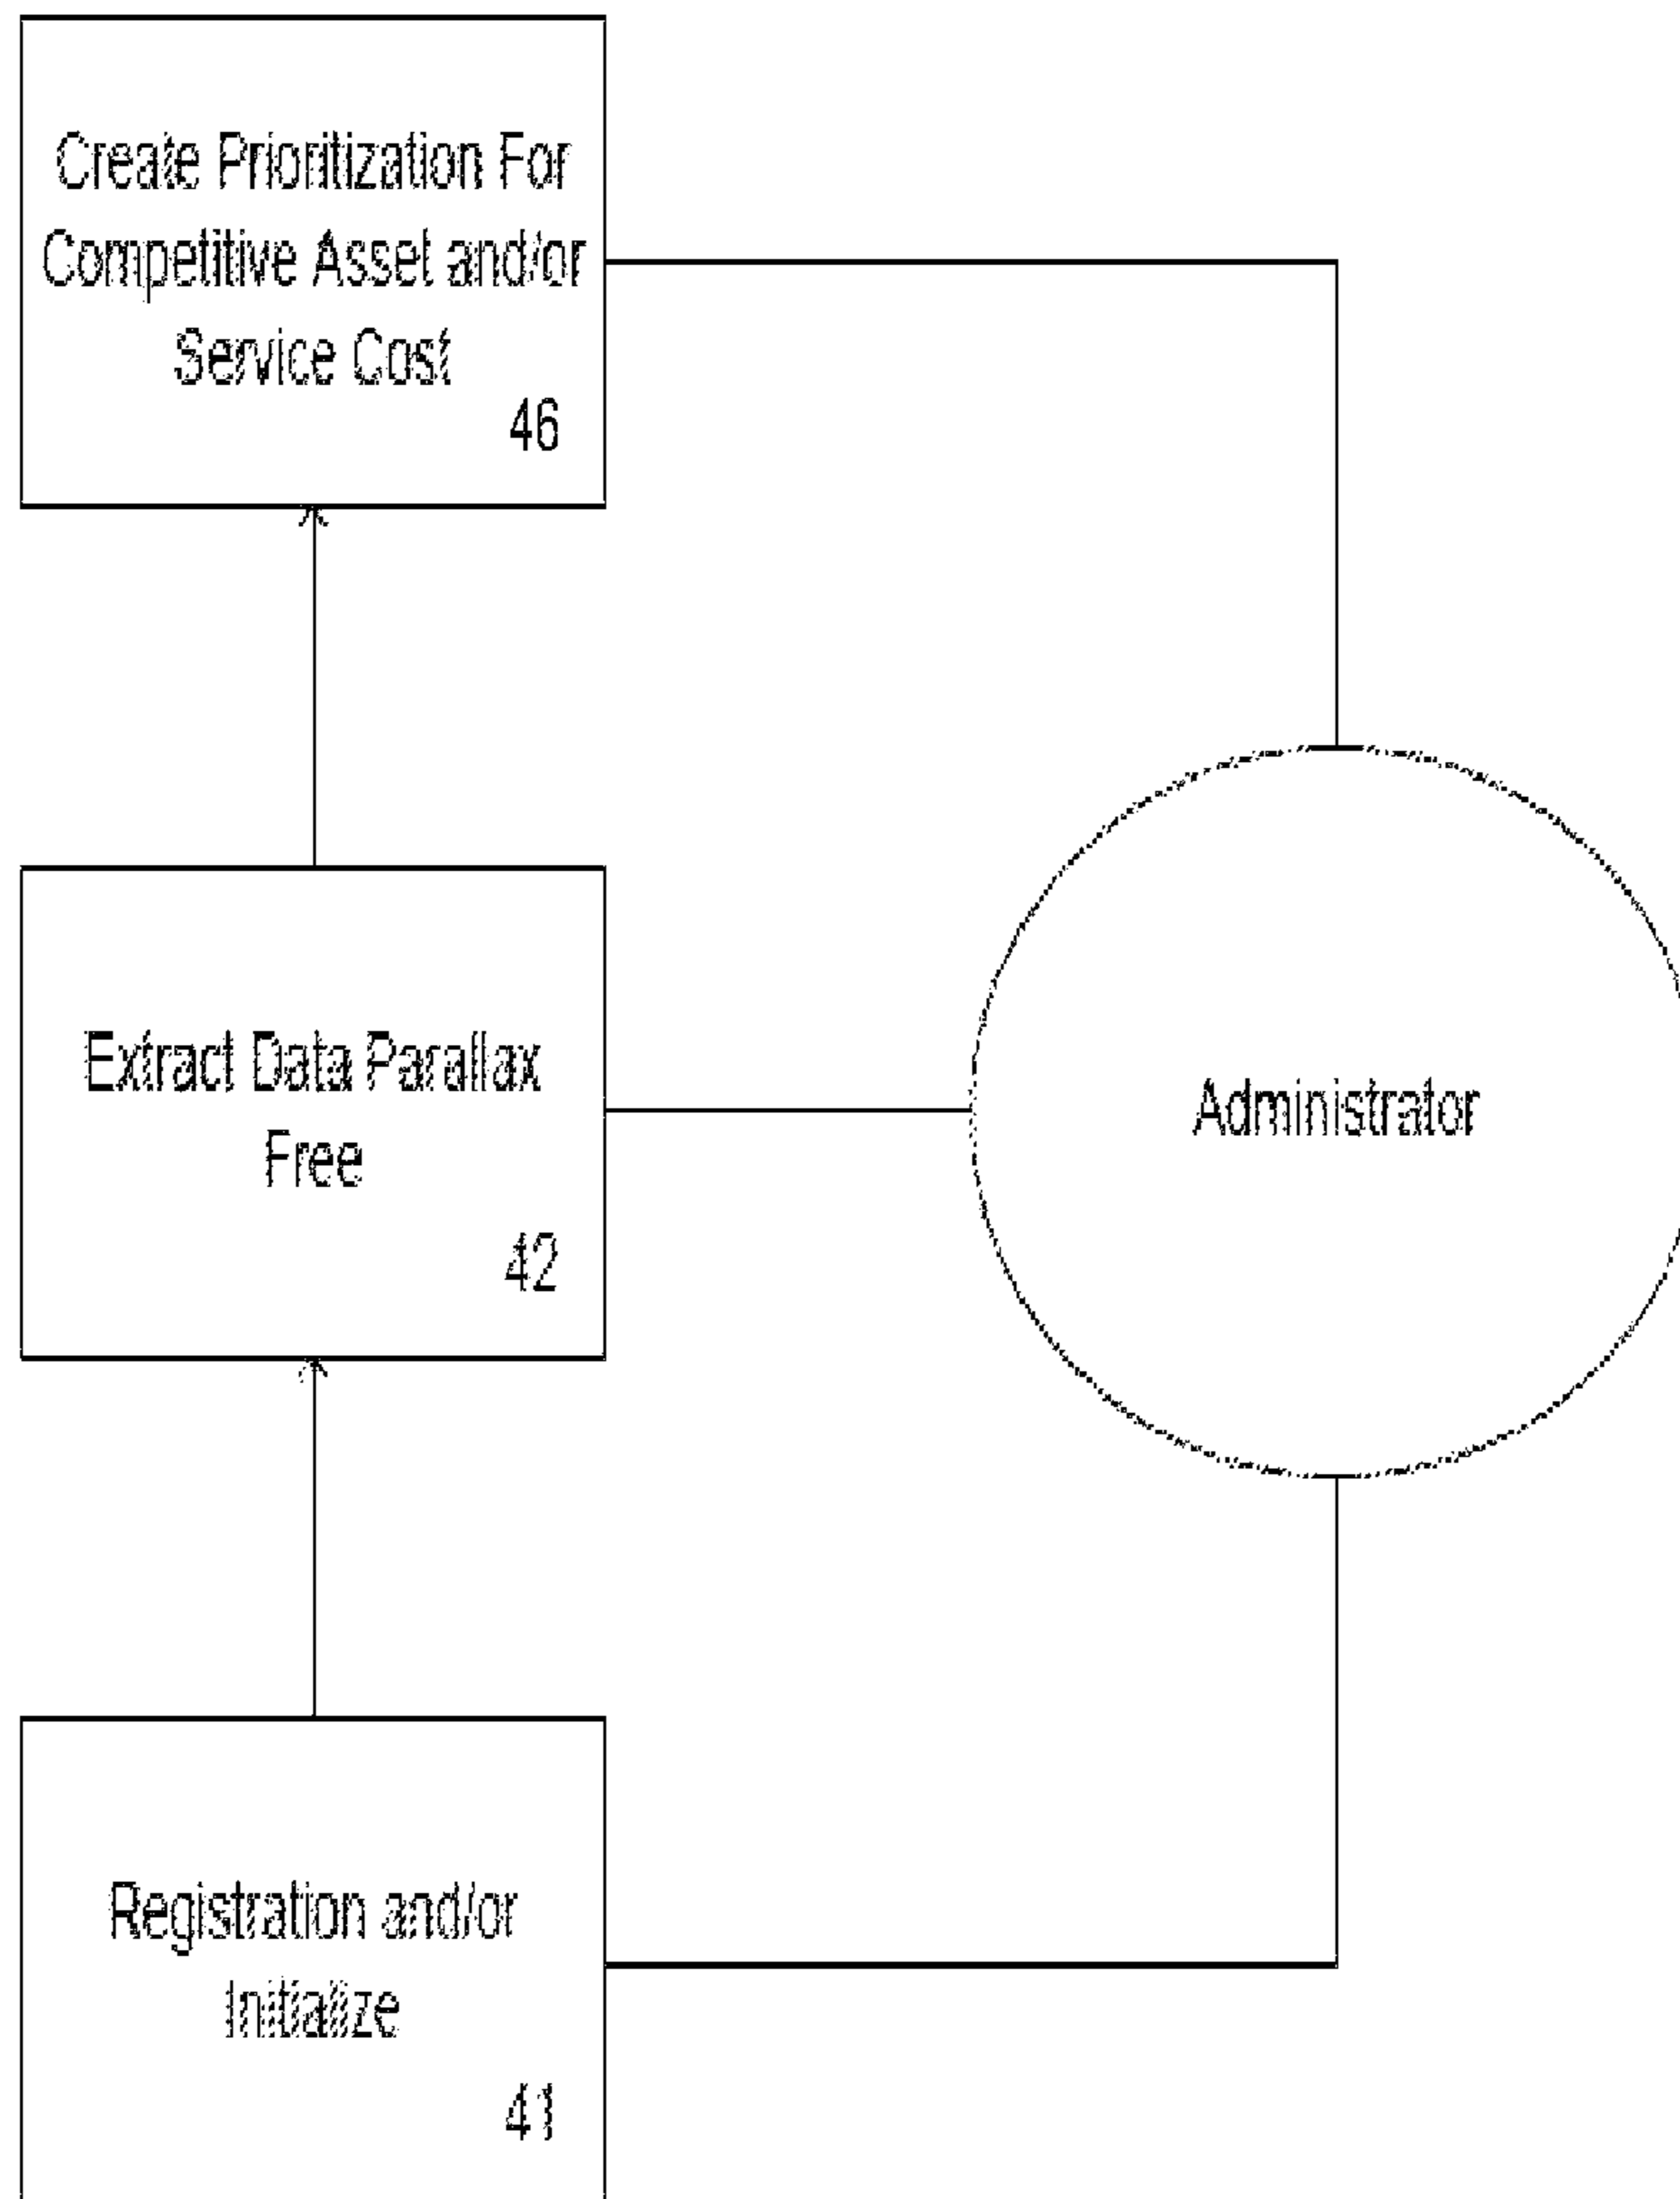 Create Prioritization For
Competitive Asset and/or
Service Cost
46
Extract Data Parallax
Free
42
Administrator
Registration and/or
Initialize
41